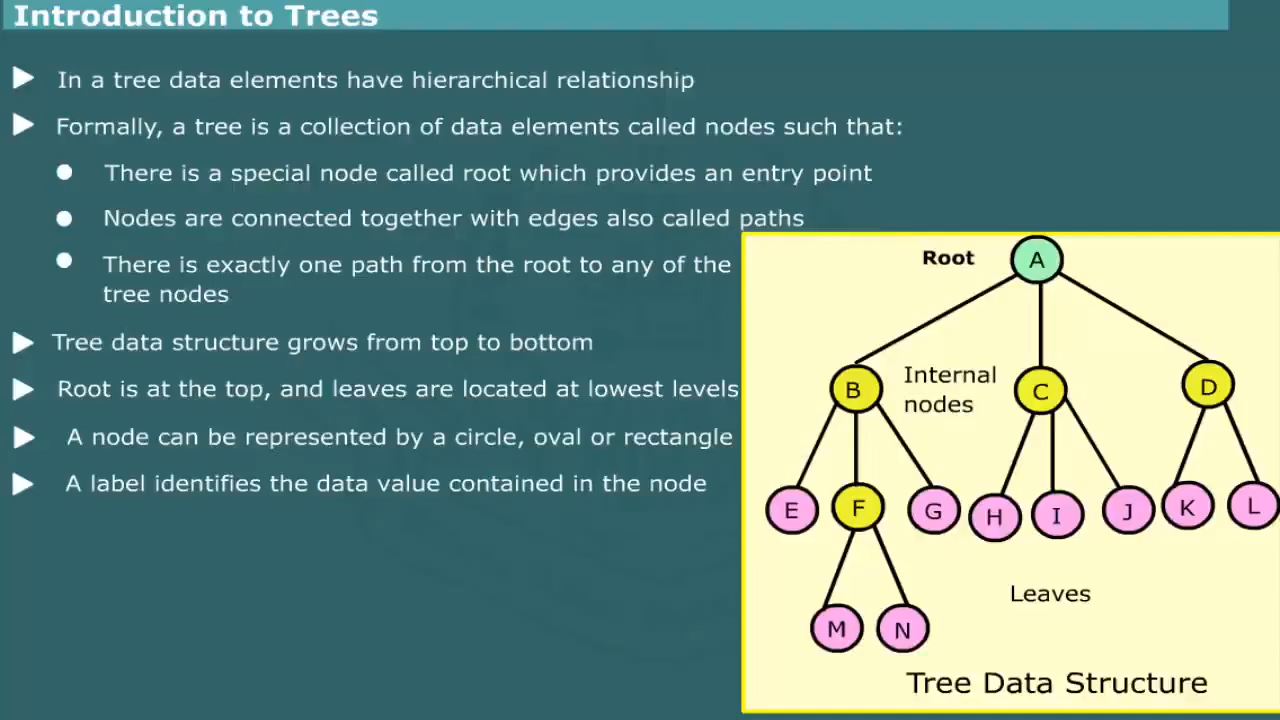 Introduction to Trees
In a tree data elements have hierarchical relationship
Formally, a tree is a collection of data elements called nodes such that:
There is a special node called root which provides an entry point
Nodes are connected together with edges also called paths
There is exactly one path from the root to any of the
tree nodes
Tree data structure grows from top to bottom
Root is at the top, and leaves are located at lowest levels
A node can be represented by a circle, oval or rectangle
A label identifies the data value contained in the node
Root A
B Internal
nodes
C D
E F G H I J K L
Leaves
M N
Tree Data Structure